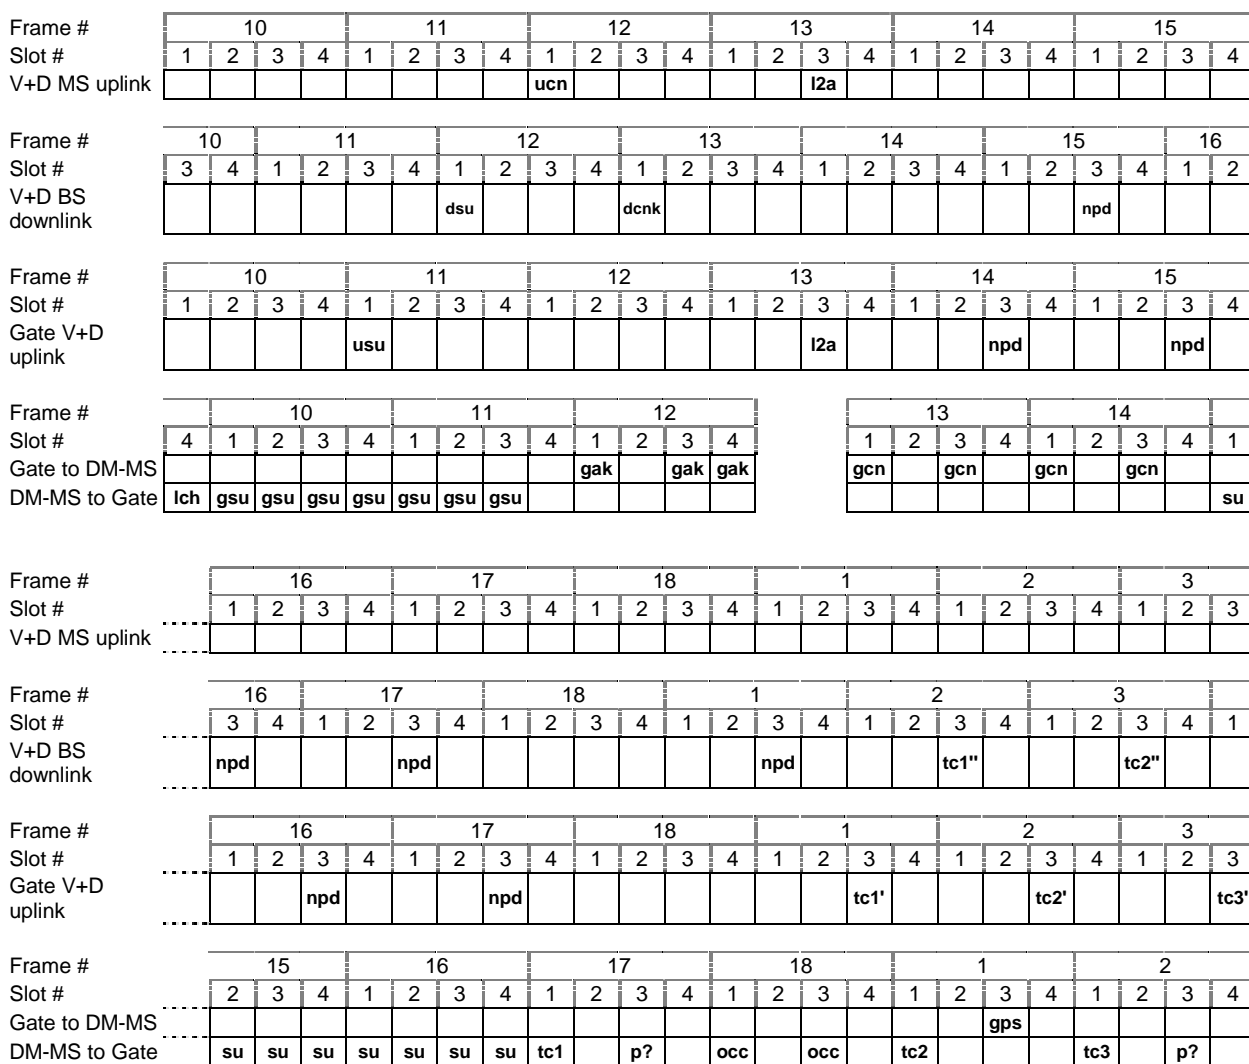 Frame # 10 11 12 13 14 15
Slot # 1 2 3 4 1 2 3 4 1 2 3 4 1 2 3 4 1 2 3 4 1 2 3 4
V+D MS uplink ucn l2a
Frame # 10 11 12 13 14 15 16
Slot # 3 4 1 2 3 4 1 2 3 4 1 2 3 4 1 2 3 4 1 2 3 4 1 2
V+D BS
downlink dsu dcnk npd
Frame # 10 11 12 13 14 15
Slot # 1 2 3 4 1 2 3 4 1 2 3 4 1 2 3 4 1 2 3 4 1 2 3 4
Gate V+D
uplink usu l2a npd npd
Frame # 10 11 12 13 14
Slot # 4 1 2 3 4 1 2 3 4 1 2 3 4 1 2 3 4 1 2 3 4 1
Gate to DM-MS gak gak gak gcn gcn gcn gcn
DM-MS to Gate lch gsu gsu gsu gsu gsu gsu gsu su
Frame # 16 17 18 1 2 3
Slot # 1 2 3 4 1 2 3 4 1 2 3 4 1 2 3 4 1 2 3 4 1 2 3
V+D MS uplink
Frame # 16 17 18 1 2 3
Slot # 3 4 1 2 3 4 1 2 3 4 1 2 3 4 1 2 3 4 1 2 3 4 1
V+D BS
downlink npd npd npd tc1" tc2"
Frame # 16 17 18 1 2 3
Slot # 1 2 3 4 1 2 3 4 1 2 3 4 1 2 3 4 1 2 3 4 1 2 3
Gate V+D
uplink npd npd tc1' tc2' tc3'
Frame # 15 16 17 18 1 2
Slot # 2 3 4 1 2 3 4 1 2 3 4 1 2 3 4 1 2 3 4 1 2 3 4
Gate to DM-MS gps
DM-MS to Gate su su su su su su su tc1 p? occ occ tc2 tc3 p?